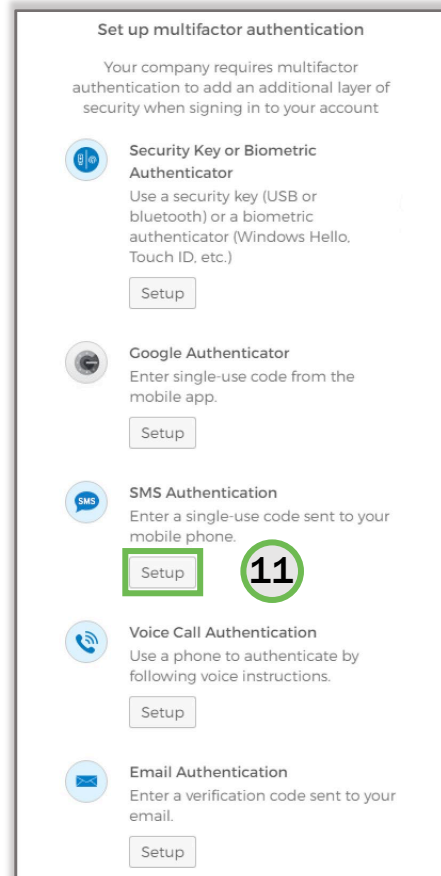 Set up multifactor authentication
Your company requires multifactor
authentication to add an additional layer of
security when signing in to your account
Security Key or Biometric
Authenticator
Use a security key (USB or
bluetooth) or a biometric
authenticator (Windows Hello,
Touch ID, etc.)
Setup
Google Authenticator
Enter single-use code from the
mobile app.
Setup
SMS
SMS Authentication
Enter a single-use code sent to your
mobile phone.
Setup
11
Voice Call Authentication
Use a phone to authenticate by
following voice instructions.
Setup
Email Authentication
Enter a verification code sent to your
email.
Setup